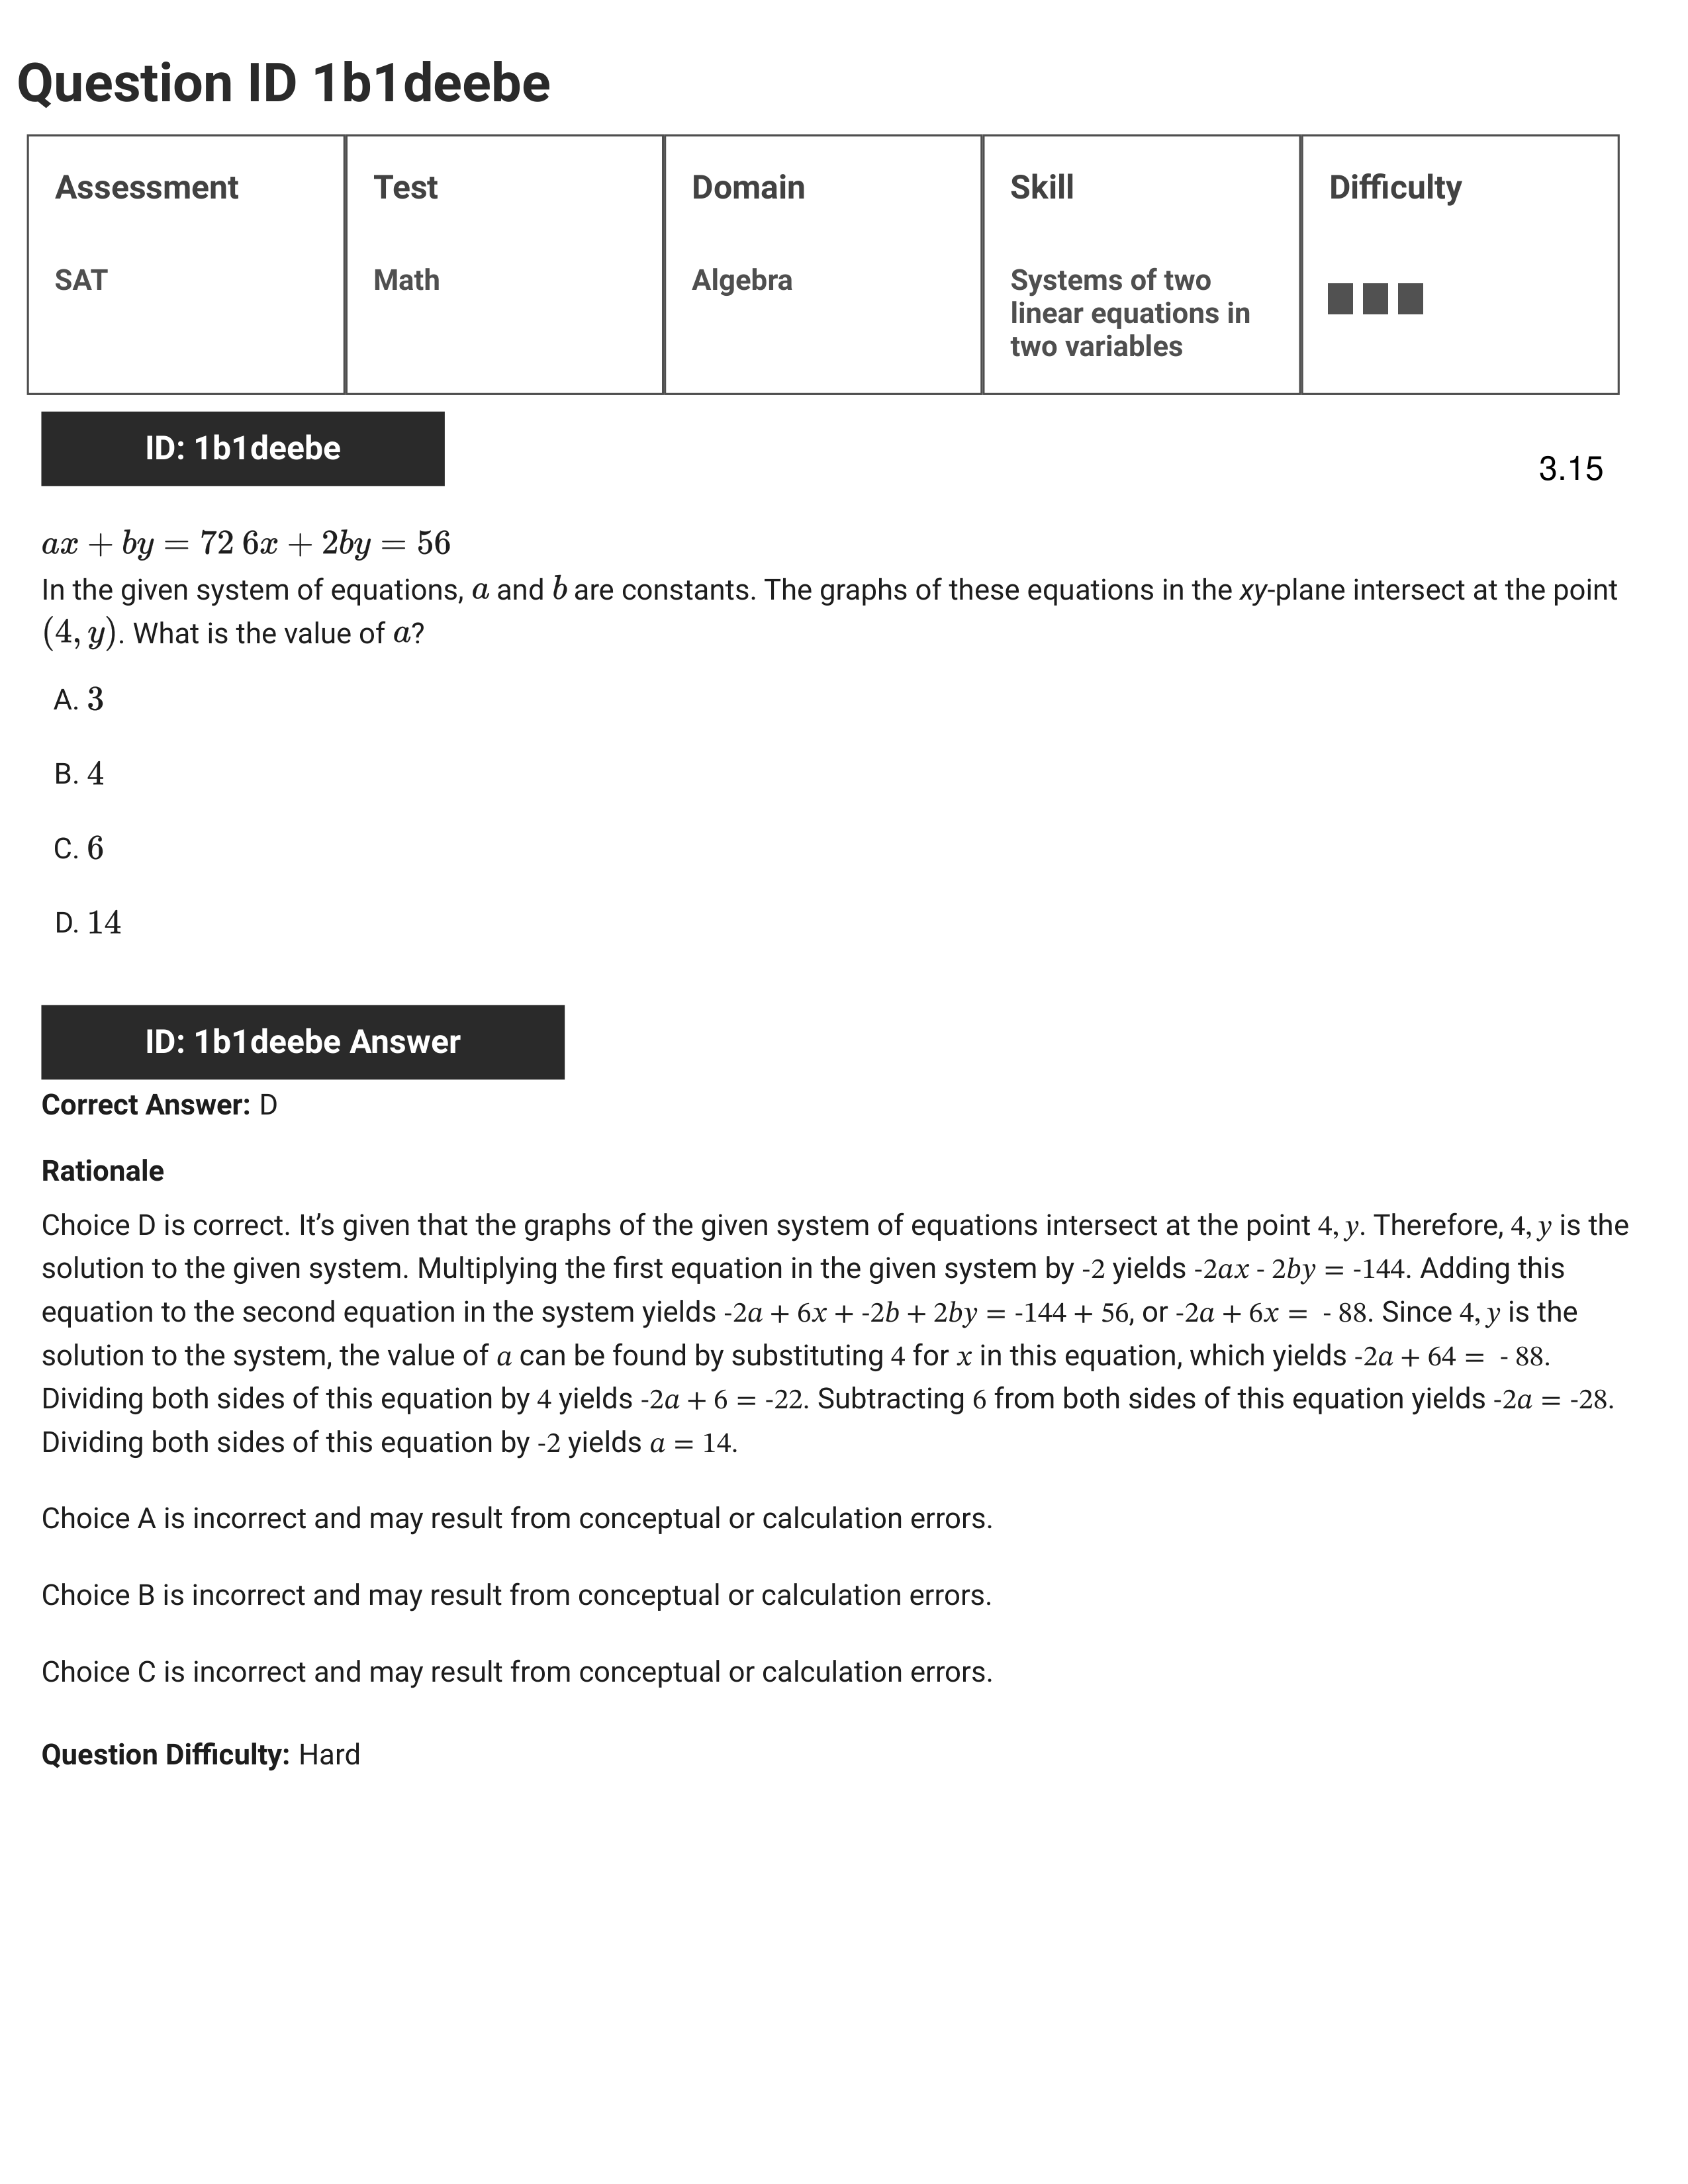 Question ID 1b1deebe
Assessment
Test
Domain
Skill
Difficulty
SAT
Math
Algebra
Systems of two
linear equations in
two variables
ID: 1b1deebe
3.15
ax + by = 72 6x + 2by = 56
In the given system of equations, a and b are constants. The graphs of these equations in the xy-plane intersect at the point
(4, y). What is the value of a?
A. 3
B. 4
C. 6
D. 14
ID: 1b1deebe Answer
Correct Answer: D
Rationale
Choice D is correct. It’s given that the graphs of the given system of equations intersect at the point 4, y. Therefore, 4, y is the
solution to the given system. Multiplying the first equation in the given system by -2 yields -2ax - 2by = -144. Adding this
equation to the second equation in the system yields -2a + 6x + -2b + 2by = -144 + 56, or -2a + 6x = - 88. Since 4, y is the
solution to the system, the value of a can be found by substituting 4 for x in this equation, which yields -2a + 64 = - 88.
Dividing both sides of this equation by 4 yields -2a + 6 = -22. Subtracting 6 from both sides of this equation yields -2a = -28.
Dividing both sides of this equation by -2 yields a = 14.
Choice A is incorrect and may result from conceptual or calculation errors.
Choice B is incorrect and may result from conceptual or calculation errors.
Choice C is incorrect and may result from conceptual or calculation errors.
Question Difficulty: Hard